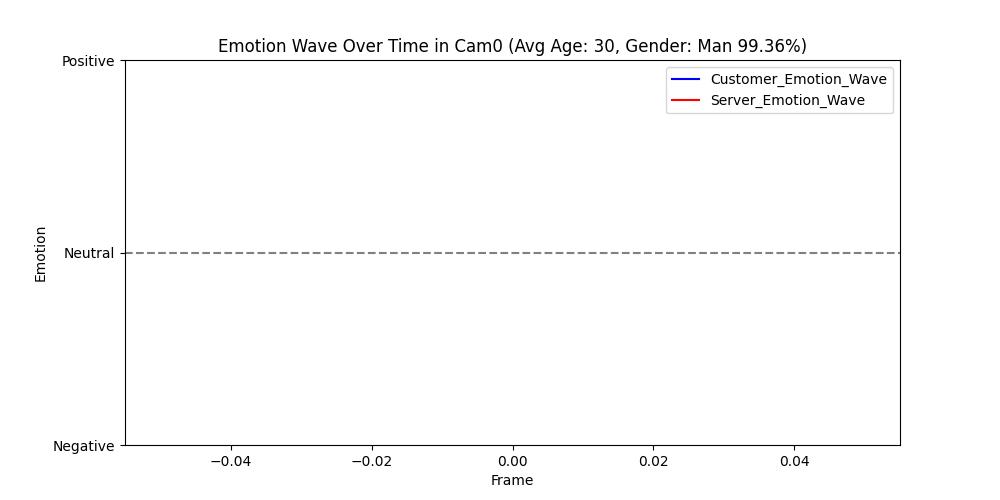 Emotion Wave Over Time in Cam0 (Avg Age: 30, Gender: Man 99.36%)
Positive
Customer_Emotion_Wave
Server_Emotion_Wave
Emotion
Neutral
Negative
−0.04 −0.02 0.00 0.02 0.04
Frame